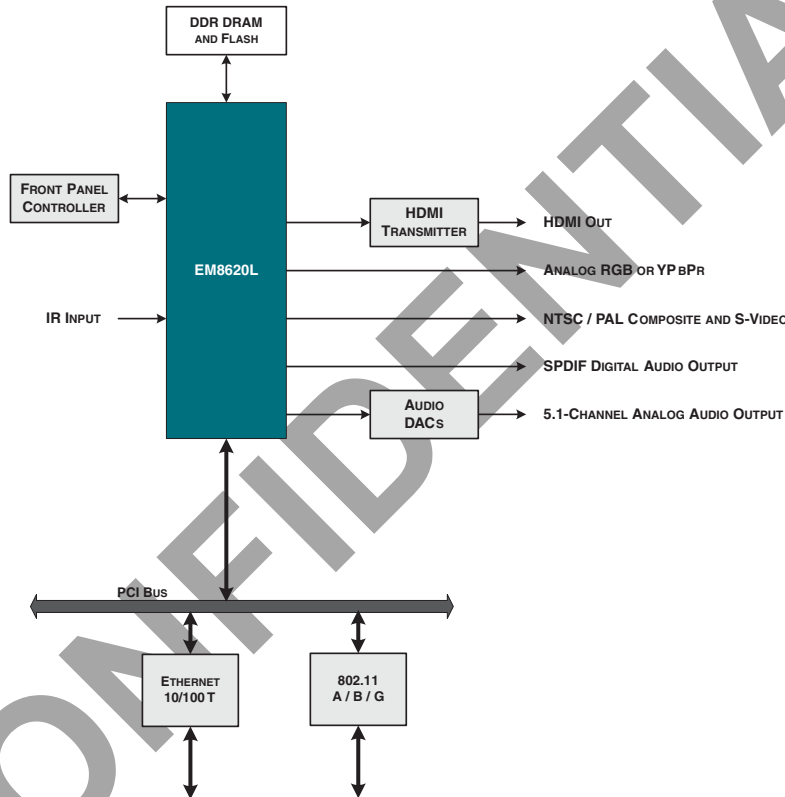 DDR DRAM
AND FLASH
FRONT PANEL
CONTROLLER
HDMI
TRANSMITTER
HDMI OUT
EM8620L
ANALOG RGB OR YPBPR
IR INPUT
NTSC / PAL COMPOSITE AND S-VIDEO
SPDIF DIGITAL AUDIO OUTPUT
AUDIO
DACS
5.1-CHANNEL ANALOG AUDIO OUTPUT
PCI BUS
ETHERNET
10/100 T
802.11
A / B / G
ONFIDENTIA